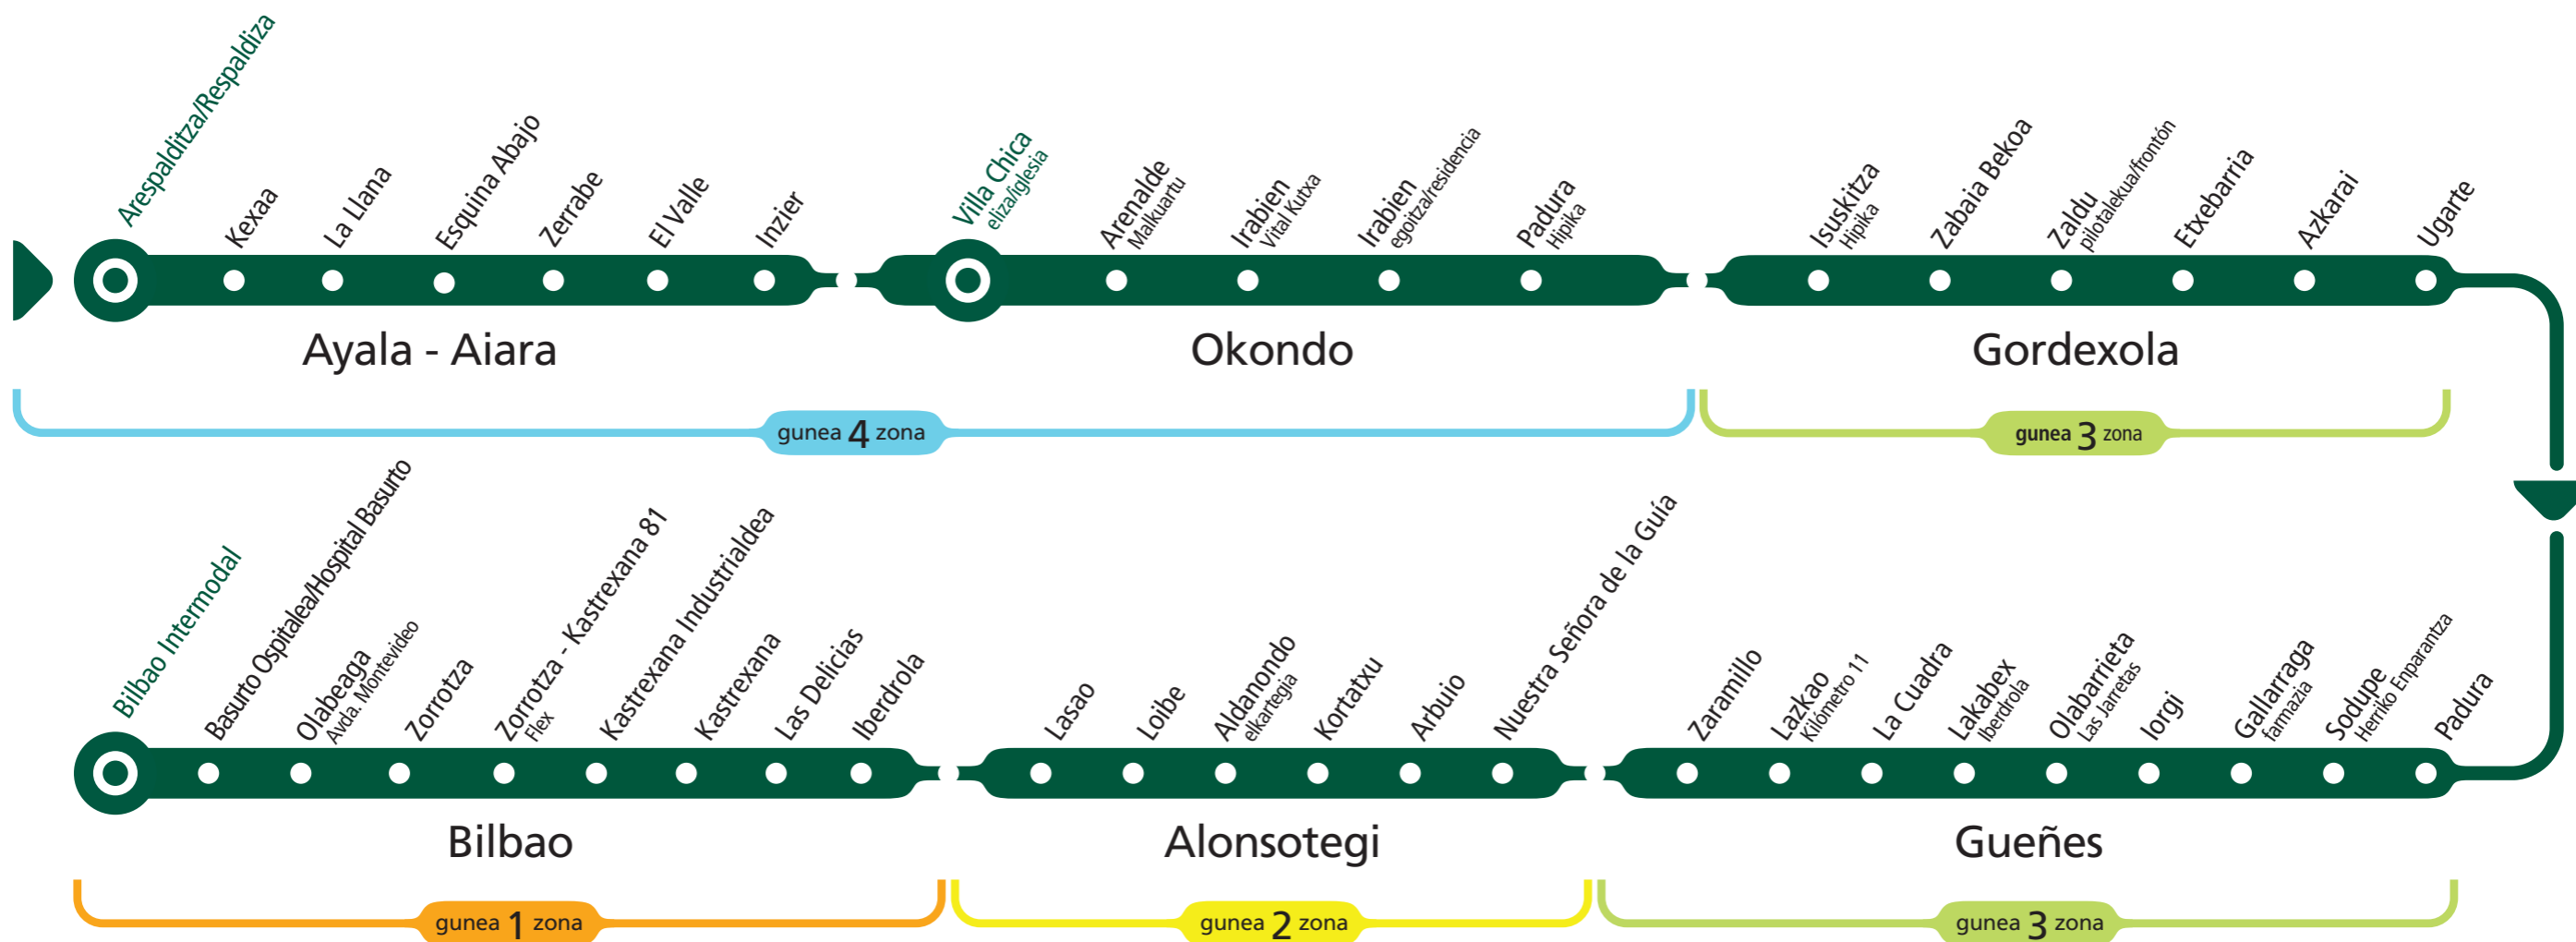 Arespalditza/Respaldiza
Kexaa
La Llana
Esquina Abajo
Zerrabe
El Valle
Inzier
Villa Chica
eliza/iglesia
Arenalde
Malkuartu
Irabien
Vital Kutxa
Irabien
egoitza/residencia
Padura
Hipika
Isuskitza
Hipika
Zabaia Bekoa
Zaldu
pilotalekua/frontón
Etxebarria
Azkarai
Ugarte
Ayala - Aiara
Okondo
Gordexola
gunea 4 zona
gunea 3 zona
Bilbao Intermodal
Basurto Ospitalea/Hospital Basurto
Olabeaga
Avda. Montevideo
Zorrotza
Zorrotza - Kastrexana 81
Flex
Kastrexana Industrialdea
Kastrexana
Las Delicias
Iberdrola
Lasao
Loibe
Aldanondo
elkartegia
Kortatxu
Arbuio
Nuestra Señora de la Guía
Zaramillo
Lazkao
Kilómetro 11
La Cuadra
Lakabex
Iberdrola
Olabarrieta
Las Jarretas
Iorgi
Gallarraga
farmazia
Sodupe
Herriko Enparantza
Padura
Bilbao
Alonsotegi
Gueñes
gunea 1 zona
gunea 2 zona
gunea 3 zona